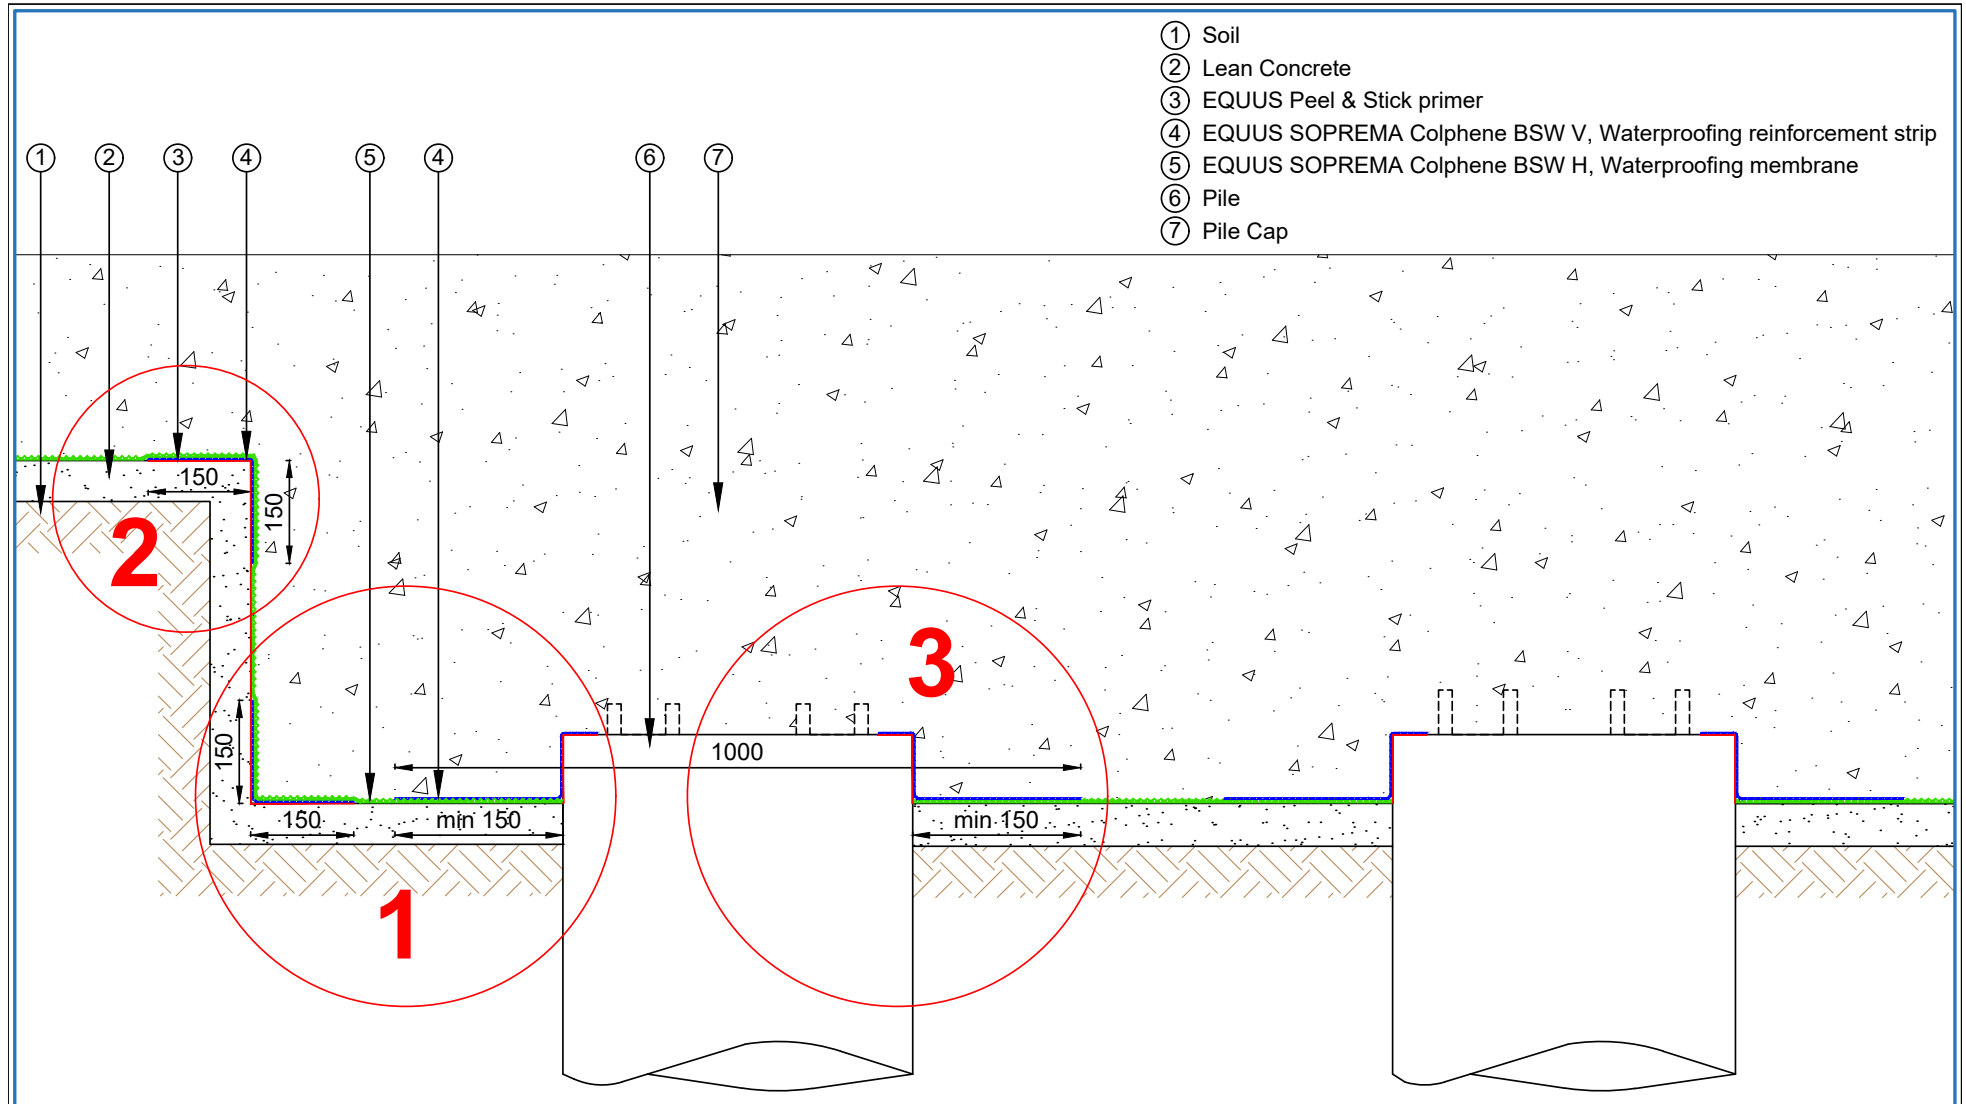 ① Soil
② Lean Concrete
③ EQUUS Peel & Stick primer
④ EQUUS SOPREMA Colphene BSW V, Waterproofing reinforcement strip
⑤ EQUUS SOPREMA Colphene BSW H, Waterproofing membrane
⑥ Pile
⑦ Pile Cap
① ② ③ ④ ⑤ ④ ⑥ ⑦
150
150
2
3
150
1000
150
min 150
min 150
1